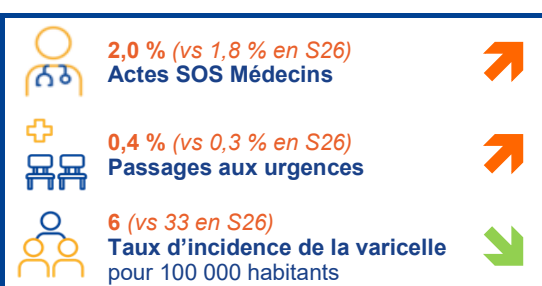 2,0 % (vs 1,8 % en S26)
Actes SOS Médecins
0,4 % (vs 0,3 % en S26)
Passages aux urgences
6 (vs 33 en S26)
Taux d’incidence de la varicelle
pour 100 000 habitants